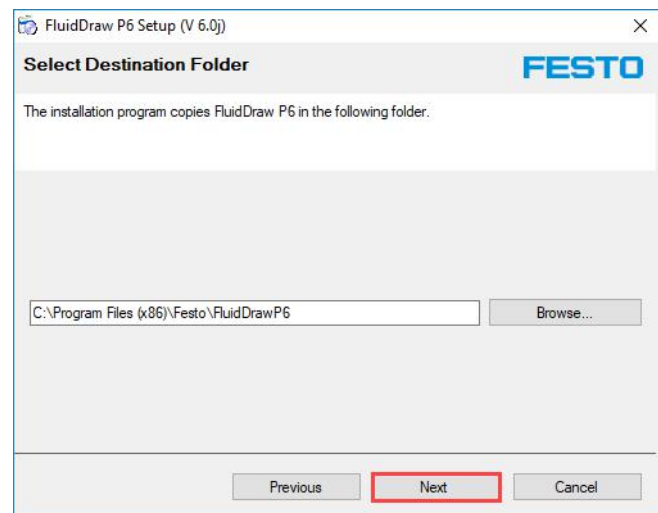 FluidDraw P6 Setup (V 6.0j)
Select Destination Folder
FESTO
The installation program copies FluidDraw P6 in the following folder.
C:\Program Files (x86)\Festo\FluidDrawP6
Browse...
Previous
Next
Cancel